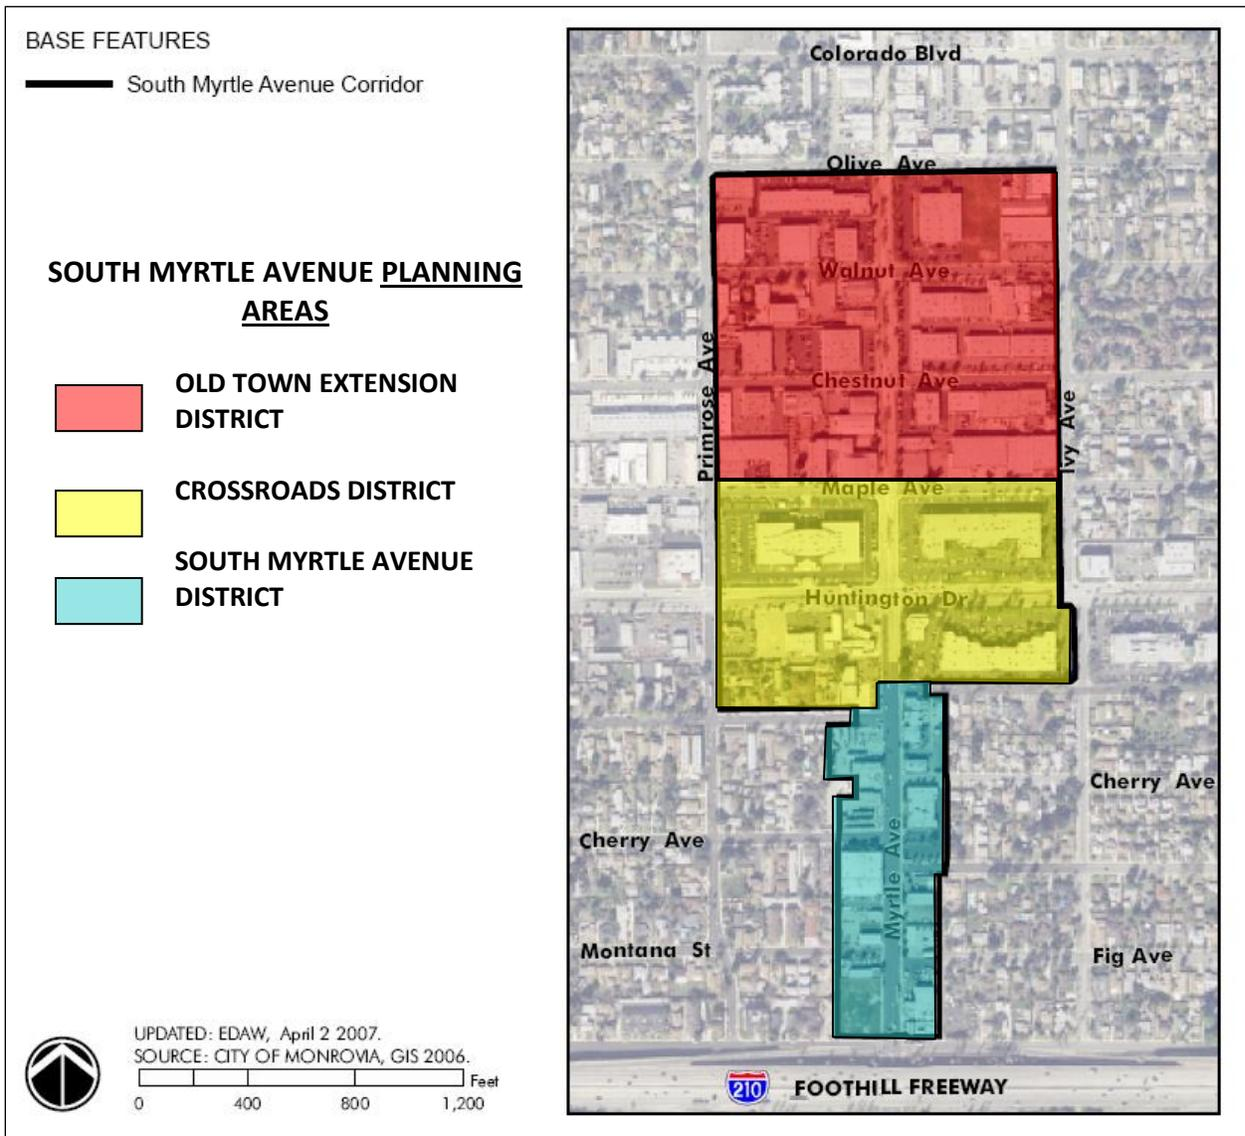 BASE FEATURES
South Myrtle Avenue Corridor
SOUTH MYRTLE AVENUE PLANNING
AREAS
OLD TOWN EXTENSION
DISTRICT
CROSSROADS DISTRICT
SOUTH MYRTLE AVENUE
DISTRICT
UPDATED: EDAW, April 2 2007.
SOURCE: CITY OF MONROVIA, GIS 2006.
Feet
0 400 800 1,200
Colorado Blvd
Olive Ave
Walnut Ave
Primrose Ave
Chestnut Ave
Ivy Ave
Maple Ave
Huntington Dr
Cherry Ave
Cherry Ave
Myrtle Ave
Montana St
Fig Ave
210 FOOTHILL FREEWAY